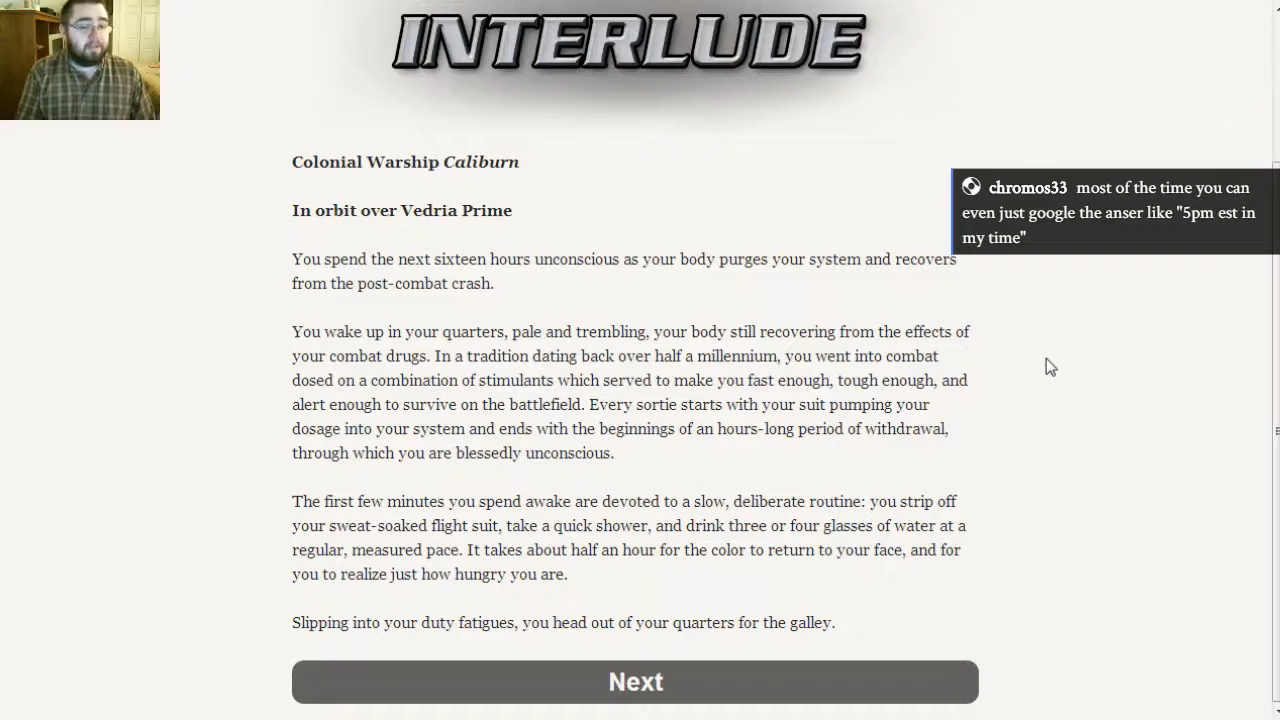 INTERLUDE
Colonial Warship Caliburn
chromos33 most of the time you can
even just google the anser like "5pm est in
my time"
In orbit over Vedria Prime
You spend the next sixteen hours unconscious as your body purges your system and recovers
from the post-combat crash.
You wake up in your quarters, pale and trembling, your body still recovering from the effects of
your combat drugs. In a tradition dating back over half a millennium, you went into combat
dosed on a combination of stimulants which served to make you fast enough, tough enough, and
alert enough to survive on the battlefield. Every sortie starts with your suit pumping your
dosage into your system and ends with the beginnings of an hours-long period of withdrawal,
through which you are blessedly unconscious.
The first few minutes you spend awake are devoted to a slow, deliberate routine: you strip off
your sweat-soaked flight suit, take a quick shower, and drink three or four glasses of water at a
regular, measured pace. It takes about half an hour for the color to return to your face, and for
you to realize just how hungry you are.
Slipping into your duty fatigues, you head out of your quarters for the galley.
Next